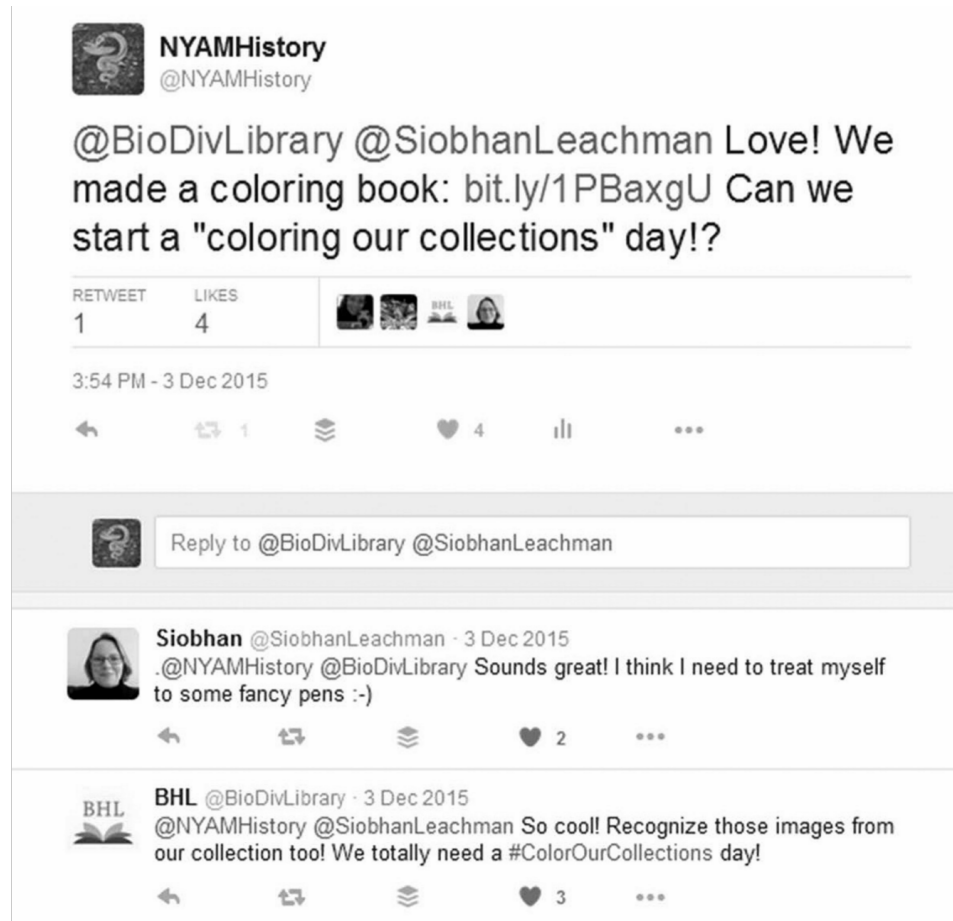 NYAMHistory
@NYAMHistory
@BioDivLibrary @SiobhanLeachman Love! We
made a coloring book: bit.ly/1PBaxgU Can we
start a "coloring our collections" day!?
RETWEET LIKES
1 4
BHL
3:54 PM - 3 Dec 2015
1 4
Reply to @BioDivLibrary @SiobhanLeachman
Siobhan @SiobhanLeachman · 3 Dec 2015
.@NYAMHistory @BioDivLibrary Sounds great! I think I need to treat myself
to some fancy pens :-)
2
BHL
BHL @BioDivLibrary · 3 Dec 2015
@NYAMHistory @SiobhanLeachman So cool! Recognize those images from
our collection too! We totally need a #ColorOurCollections day!
3